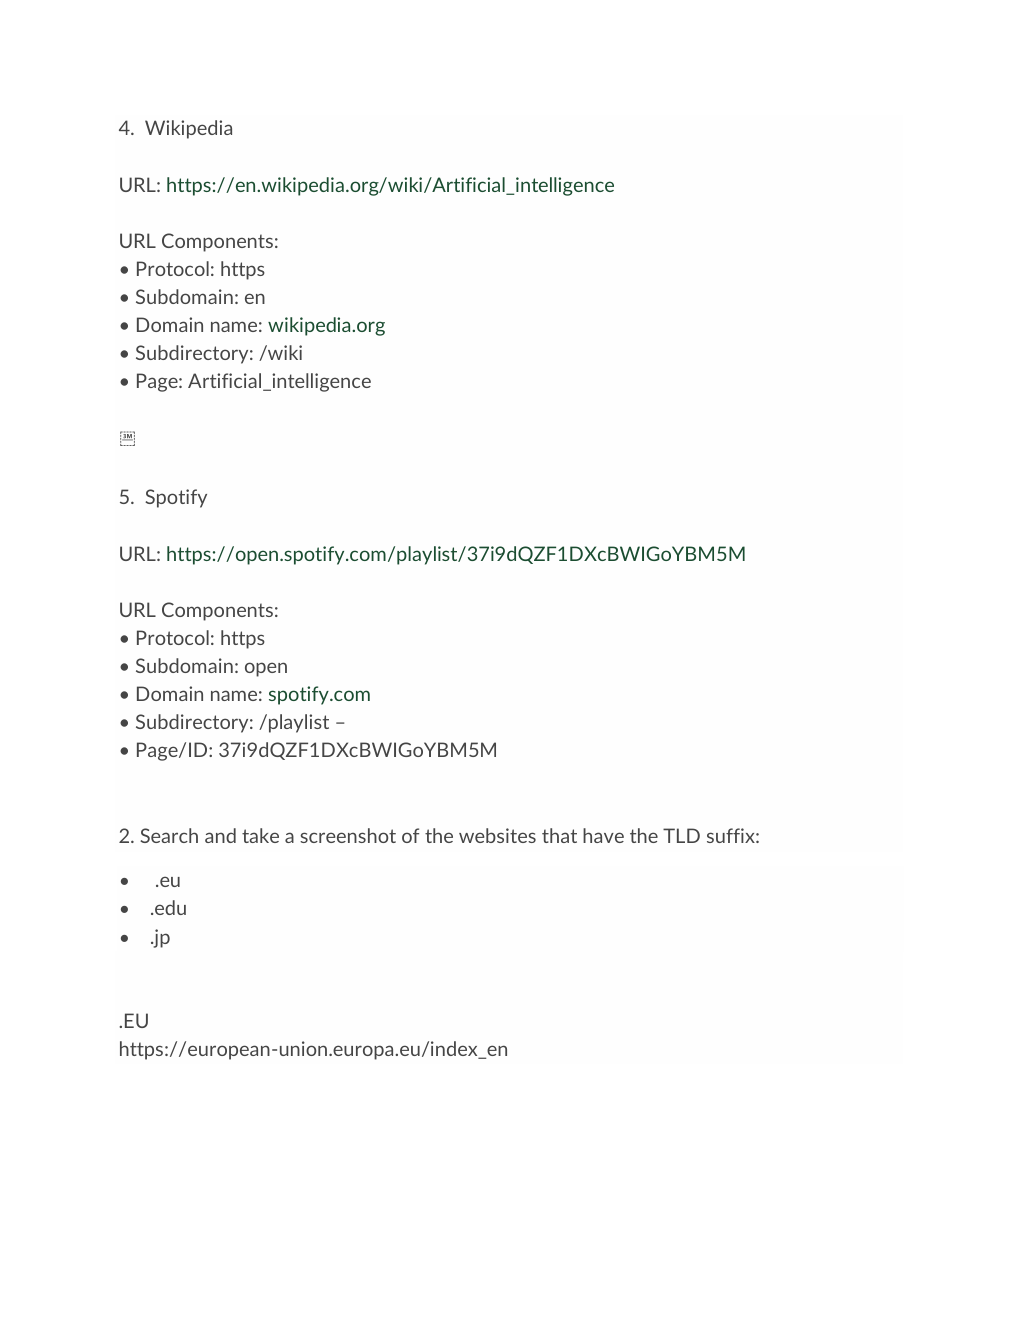 4. Wikipedia
URL: https://en.wikipedia.org/wiki/Artificial_intelligence
URL Components:
• Protocol: https
• Subdomain: en
• Domain name: wikipedia.org
• Subdirectory: /wiki
• Page: Artificial_intelligence
5. Spotify
URL: https://open.spotify.com/playlist/37i9dQZF1DXcBWIGoYBM5M
URL Components:
• Protocol: https
• Subdomain: open
• Domain name: spotify.com
• Subdirectory: /playlist –
• Page/ID: 37i9dQZF1DXcBWIGoYBM5M
2. Search and take a screenshot of the websites that have the TLD suffix:
• .eu
• .edu
• .jp
.EU
https://european-union.europa.eu/index_en